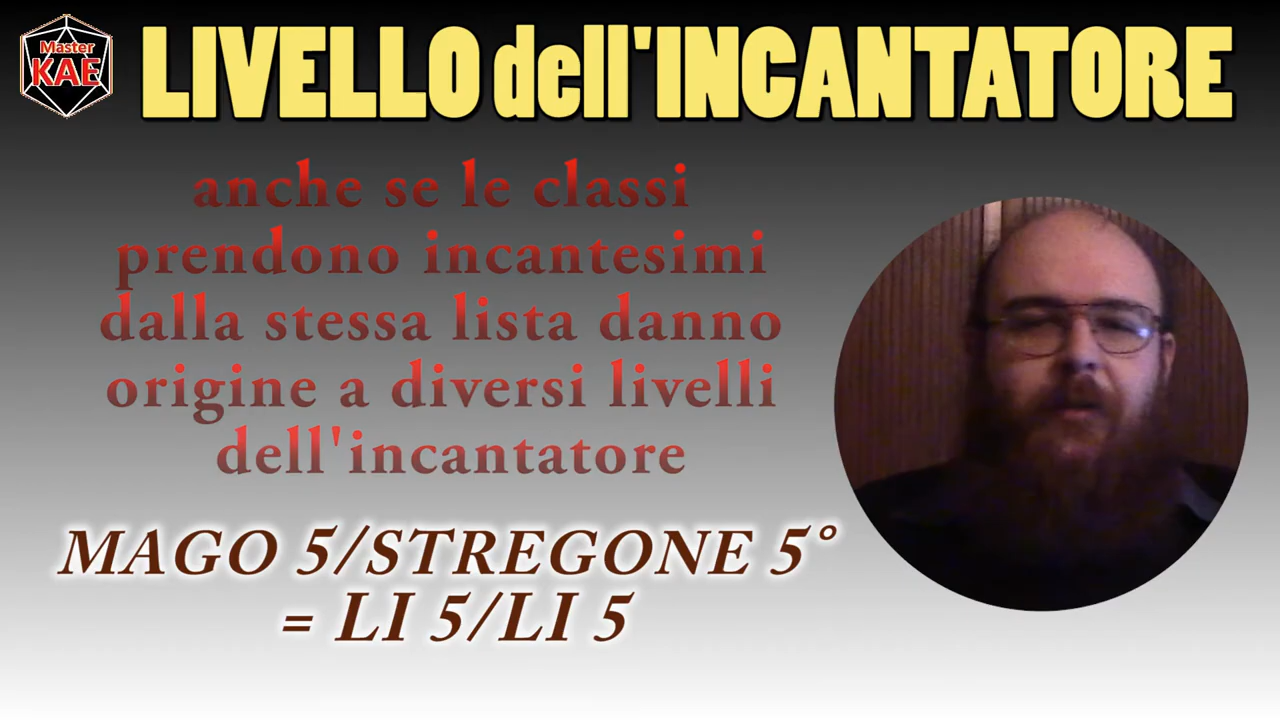 Master
KAE
LIVELLO dell'INCANTATORE
anche se le classi
prendono incantesimi
dalla stessa lista danno
origine a diversi livelli
dell'incantatore
MAGO 5/STREGONE 5°
= LI 5/LI 5